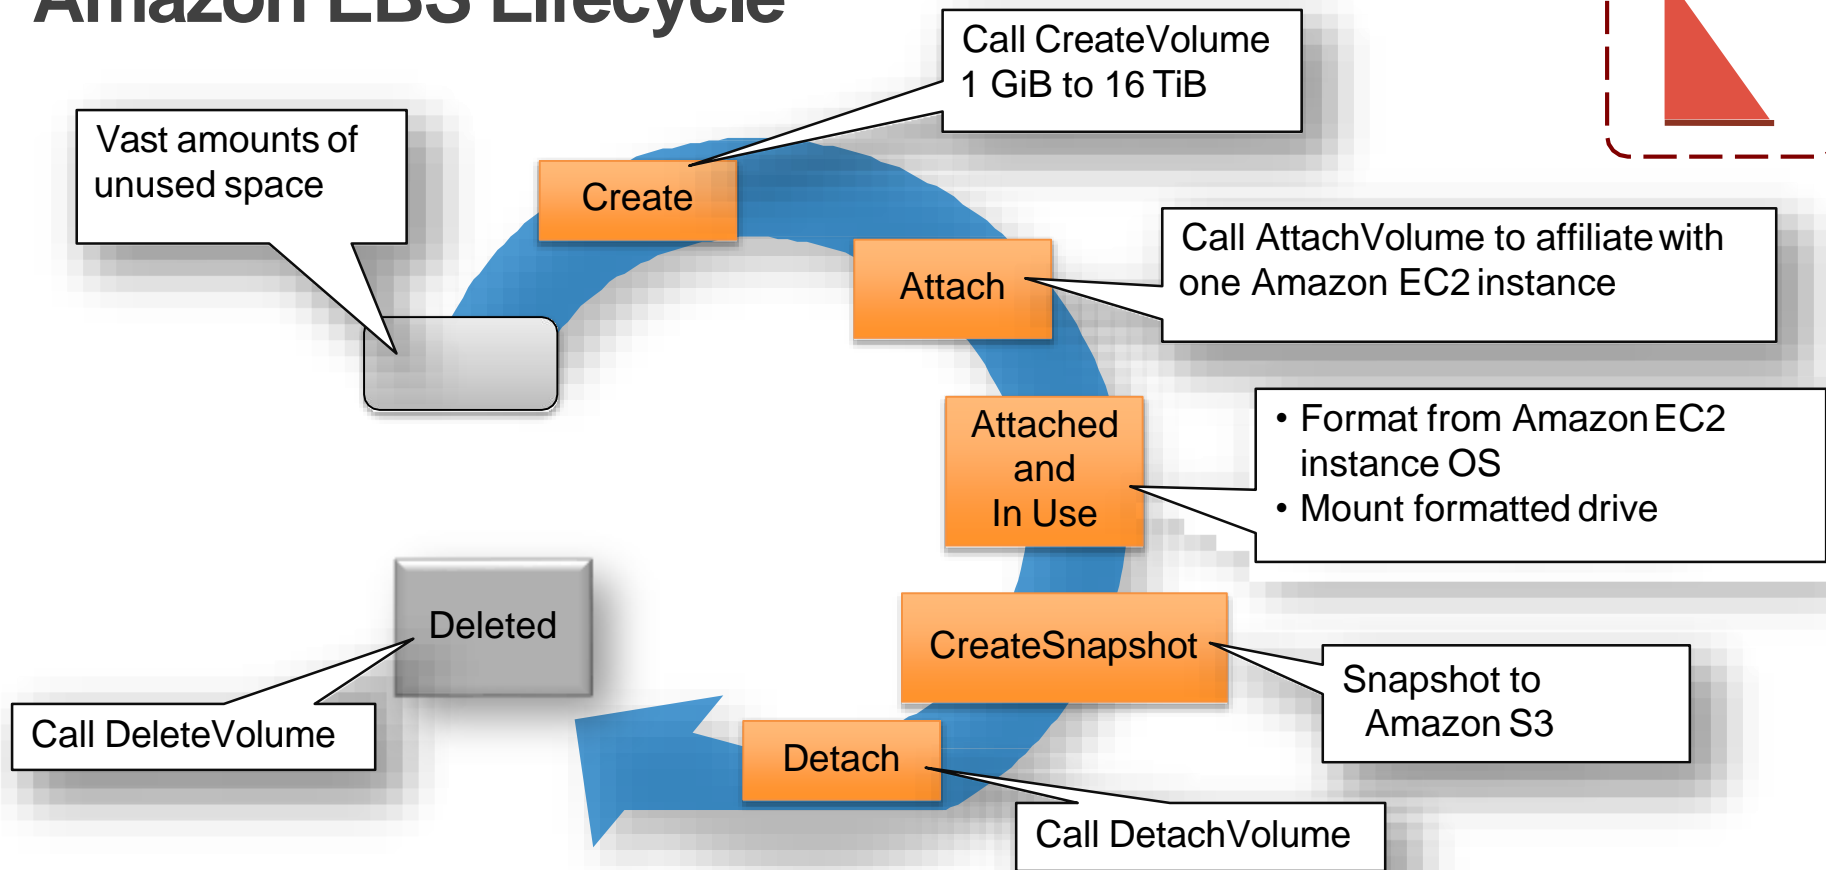 Amazon EBS Lifecycle
Call CreateVolume
1 GiB to 16 TiB
Vast amounts of
unused space
Create
Call AttachVolume to affiliate with
one Amazon EC2 instance
Attach
Attached
and
In Use
• Format from Amazon EC2
instance OS
• Mount formatted drive
CreateSnapshot
Snapshot to
Amazon S3
Detach
Call DetachVolume
Deleted
Call DeleteVolume